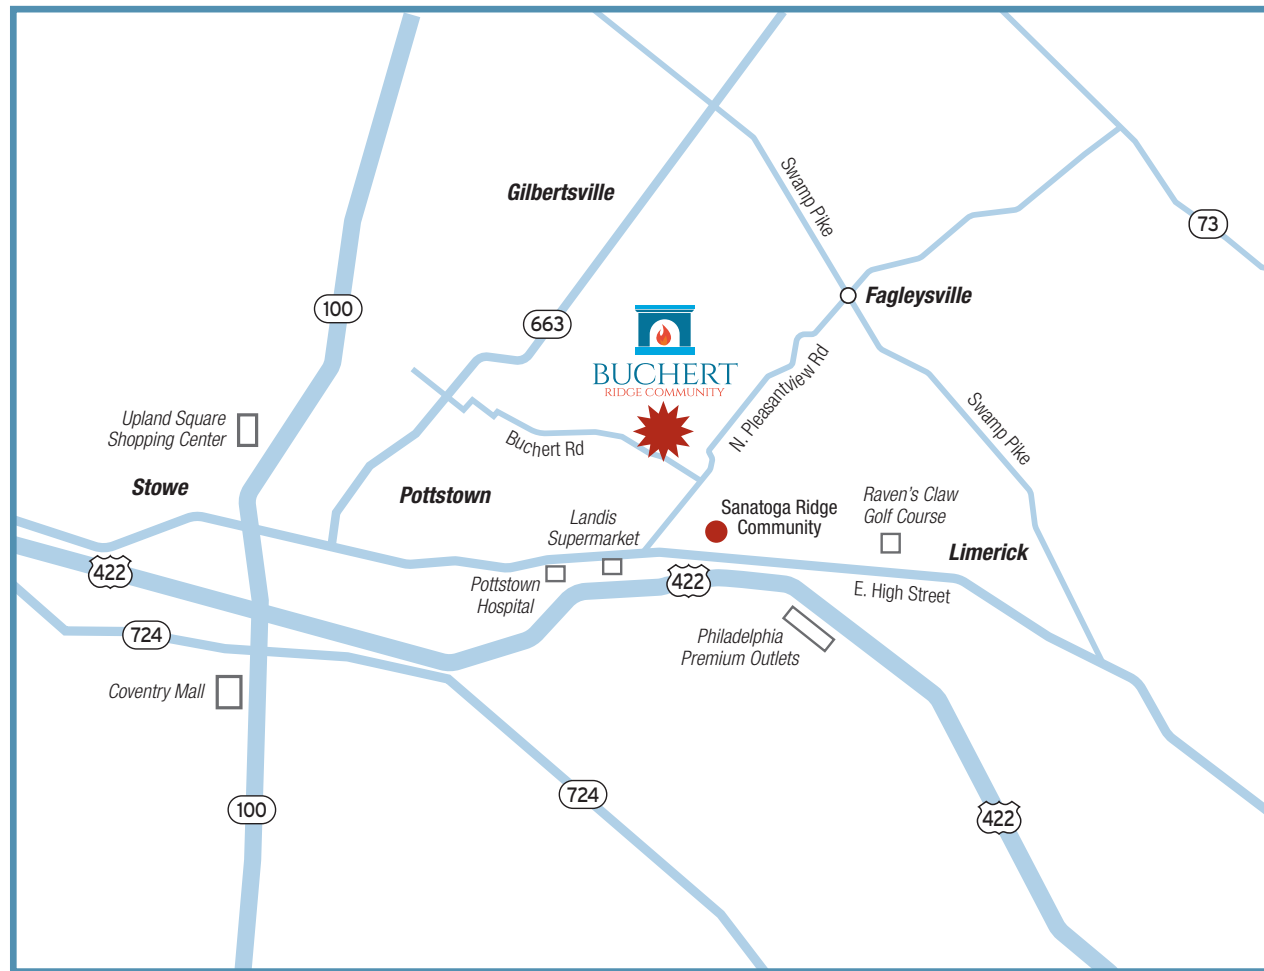 Swamp Pike
Gilbertsville
73
Fagleysville
100
663
BUCHERT
RIDGE COMMUNITY
N. Pleasantview Rd
Upland Square
Shopping Center
Buchert Rd
Swamp Pike
Stowe
Pottstown
Sanatoga Ridge
Community
Raven's Claw
Golf Course
Landis
Supermarket
Limerick
422
Pottstown
Hospital
422
E. High Street
724
Philadelphia
Premium Outlets
Coventry Mall
724
100
422